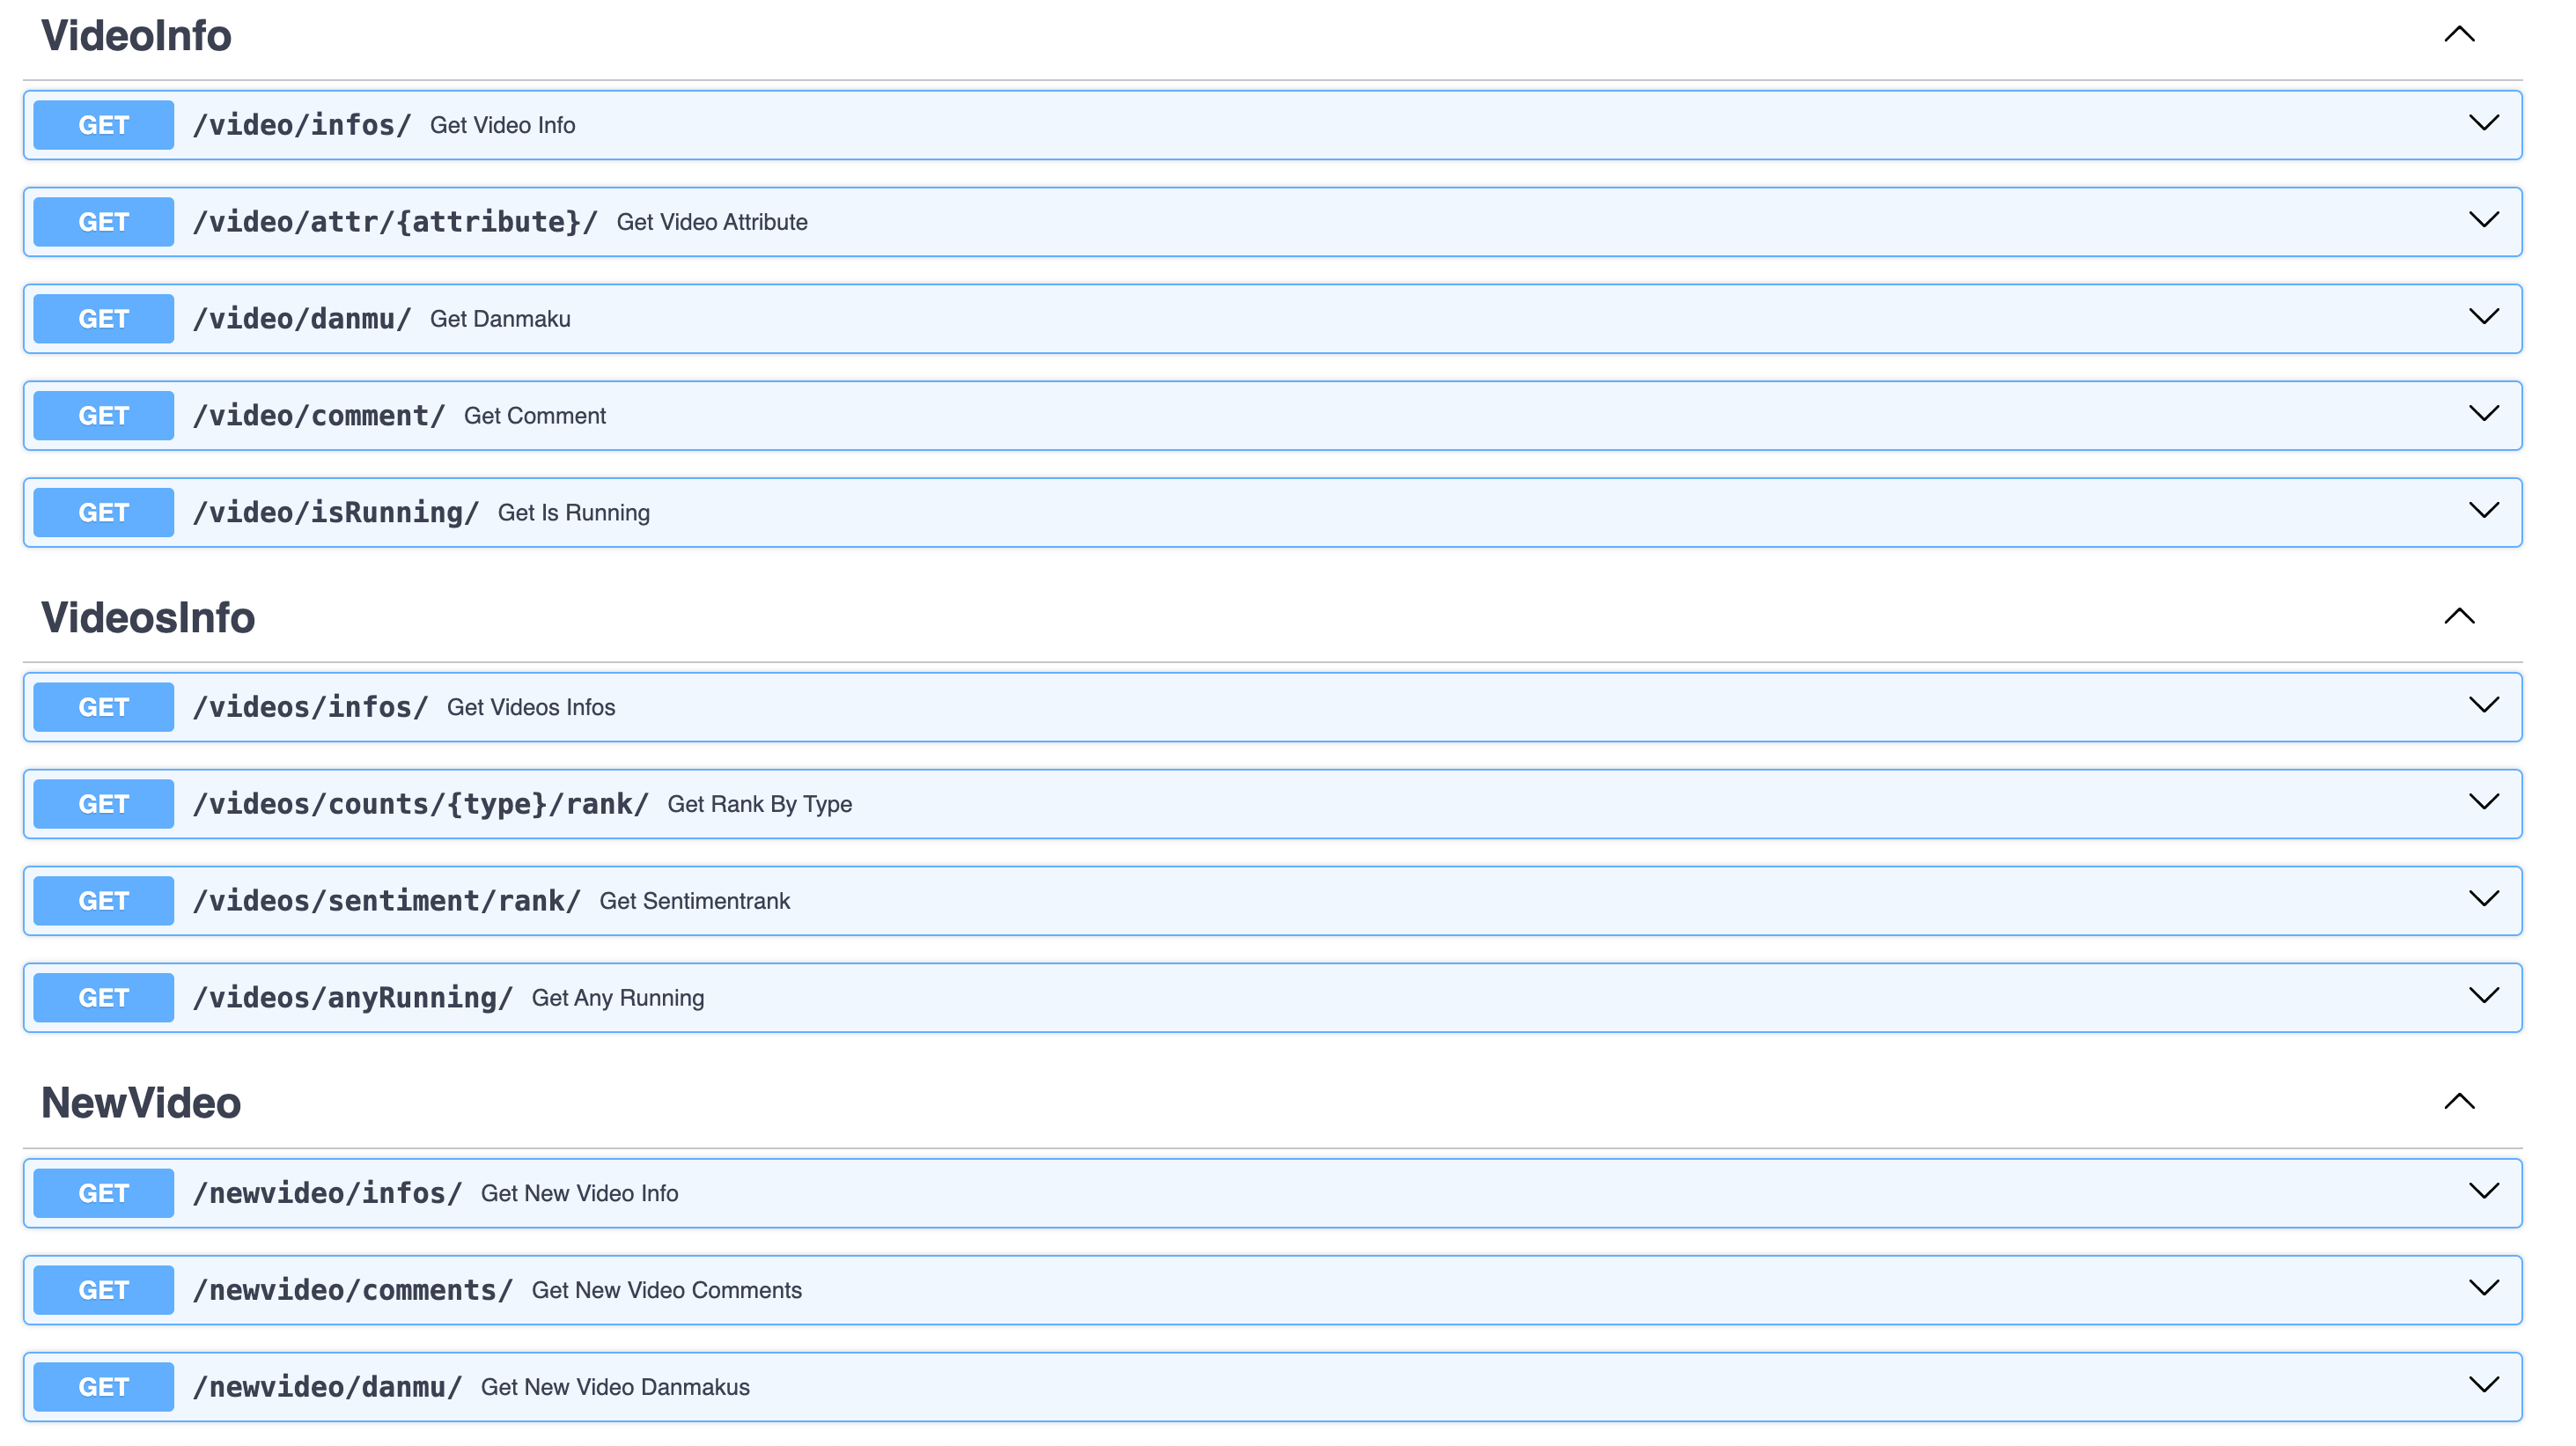 VideoInfo
GET /video/infos/ Get Video Info
GET /video/attr/{attribute}/ Get Video Attribute
GET /video/danmu/ Get Danmaku
GET /video/comment/ Get Comment
GET /video/isRunning/ Get Is Running
VideosInfo
GET /videos/infos/ Get Videos Infos
GET /videos/counts/{type}/rank/ Get Rank By Type
GET /videos/sentiment/rank/ Get Sentimentrank
GET /videos/anyRunning/ Get Any Running
NewVideo
GET /newvideo/infos/ Get New Video Info
GET /newvideo/comments/ Get New Video Comments
GET /newvideo/danmu/ Get New Video Danmakus